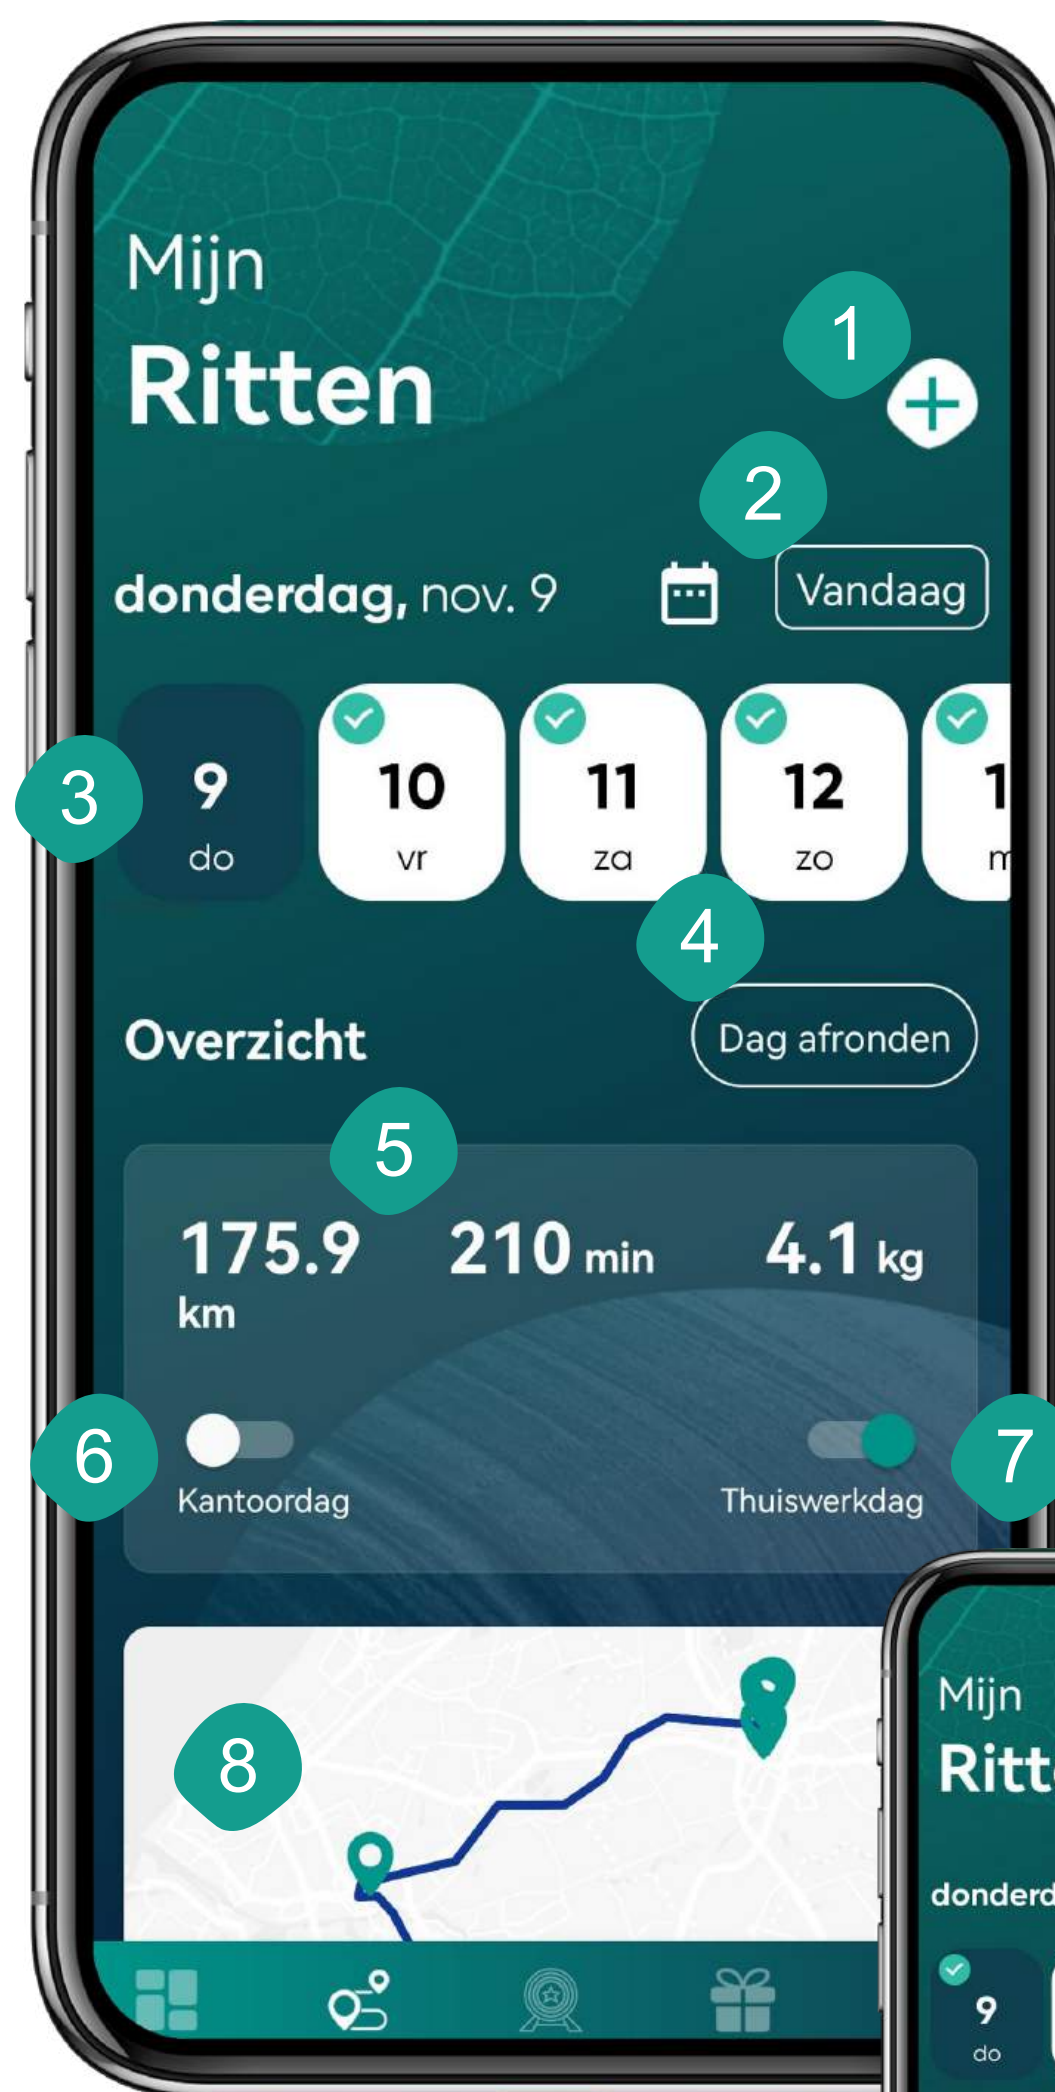 Mijn
Ritten
1
2
donderdag, nov. 9
Vandaag
3
9
do
10
vr
11
za
12
zo
1
4
Overzicht
Dag afronden
5
175.9 km
210 min
4.1 kg
6
Kantoordag
Thuiswerkdag
7
8
Mijn
Ritt
donderd
9
do